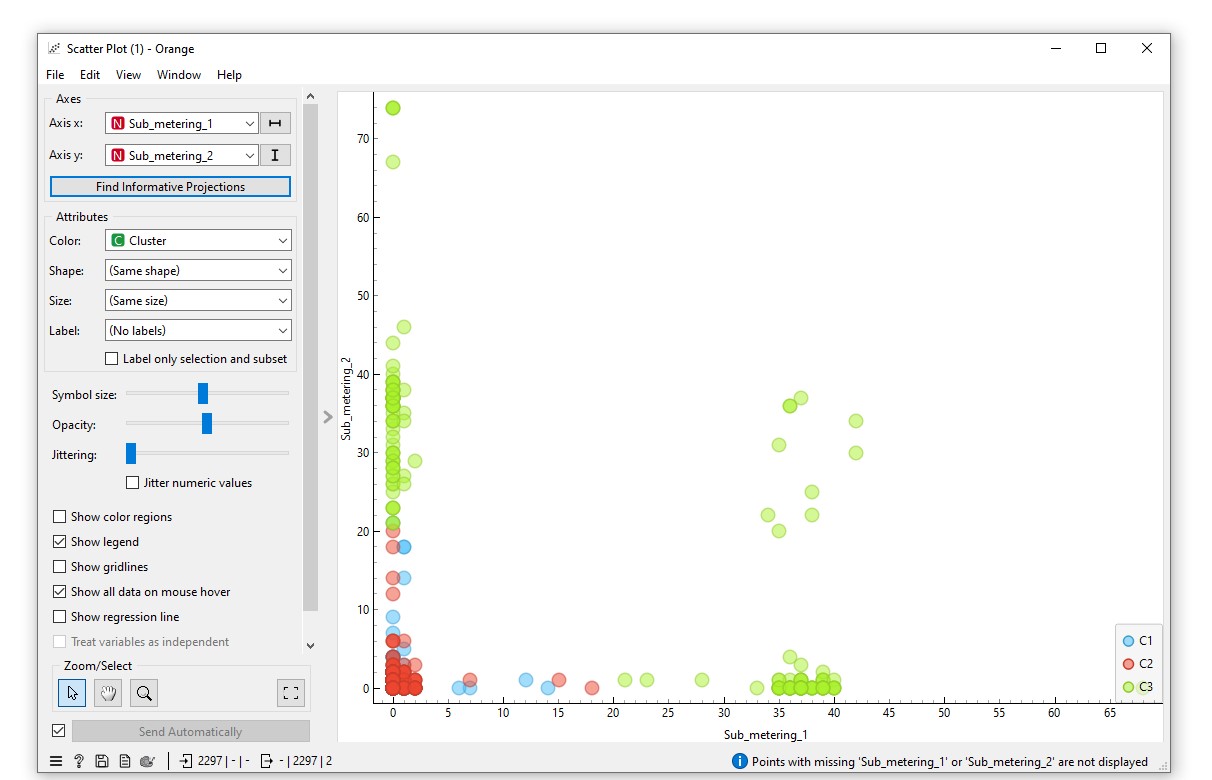 Scatter Plot (1) - Orange
File Edit View Window Help
Axes
Axis x: N Sub_metering_1
Axis y: N Sub_metering_2
Find Informative Projections
Attributes
Color: C Cluster
Shape: (Same shape)
Size: (Same size)
Label: (No labels)
Label only selection and subset
Symbol size:
Opacity:
Jittering:
Jitter numeric values
Show color regions
Show legend
Show gridlines
Show all data on mouse hover
Show regression line
Treat variables as independent
Zoom/Select
Send Automatically
2297 | - | - - | 2297 | 2
70
60
50
40
30
20
10
0
Sub_metering_2
0 5 10 15 20 25 30 35 40 45 50 55 60 65
Sub_metering_1
C1
C2
C3
Points with missing 'Sub_metering_1' or 'Sub_metering_2' are not displayed